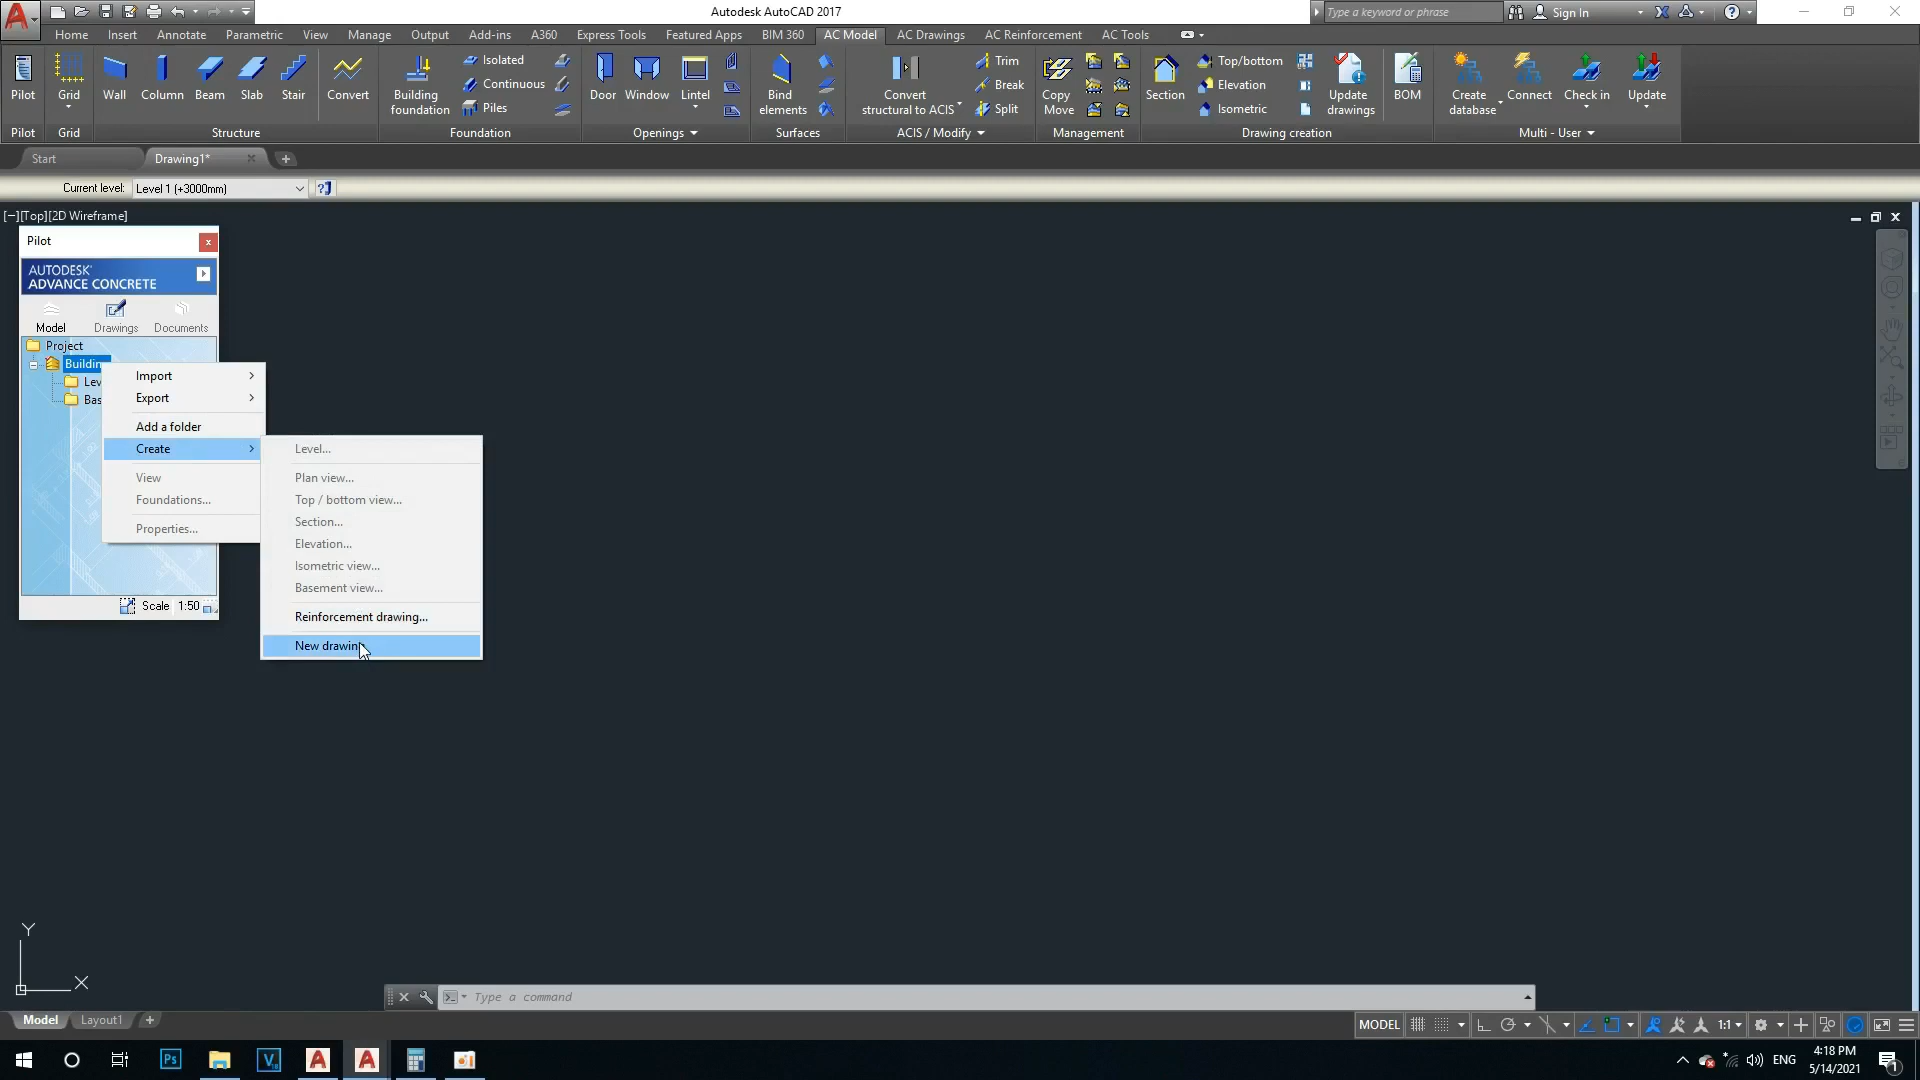 Autodesk AutoCAD 2017
Type a keyword or phrase
Sign In
Home Insert Annotate Parametric View Manage Output Add-ins A360 Express Tools Featured Apps BIM 360 AC Model AC Drawings AC Reinforcement AC Tools
Pilot Grid Wall Column Beam Slab Stair Convert
Building foundation
Isolated
Continuous
Piles
Door Window Lintel
Bind elements
Convert structural to ACIS
Trim
Break
Split
Copy Move
Section
Top/bottom
Elevation
Isometric
Update drawings
BOM
Create database
Connect
Check in
Update
Pilot Grid Structure Foundation Openings Surfaces ACIS / Modify Management Drawing creation Multi - User
Start Drawing1*
Current level: Level 1 (+3000mm)
[−][Top][2D Wireframe]
Pilot
AUTODESK®
ADVANCE CONCRETE
Model Drawings Documents
Project
Buildin
Lev
Bas
Import
Export
Add a folder
Create
View
Foundations...
Properties...
Level...
Plan view...
Top / bottom view...
Section...
Elevation...
Isometric view...
Basement view...
Reinforcement drawing...
New drawin
Scale 1:50
Y
X
Type a command
Model Layout1
MODEL 1:1
Ps
ENG
4:18 PM
5/14/2021
1